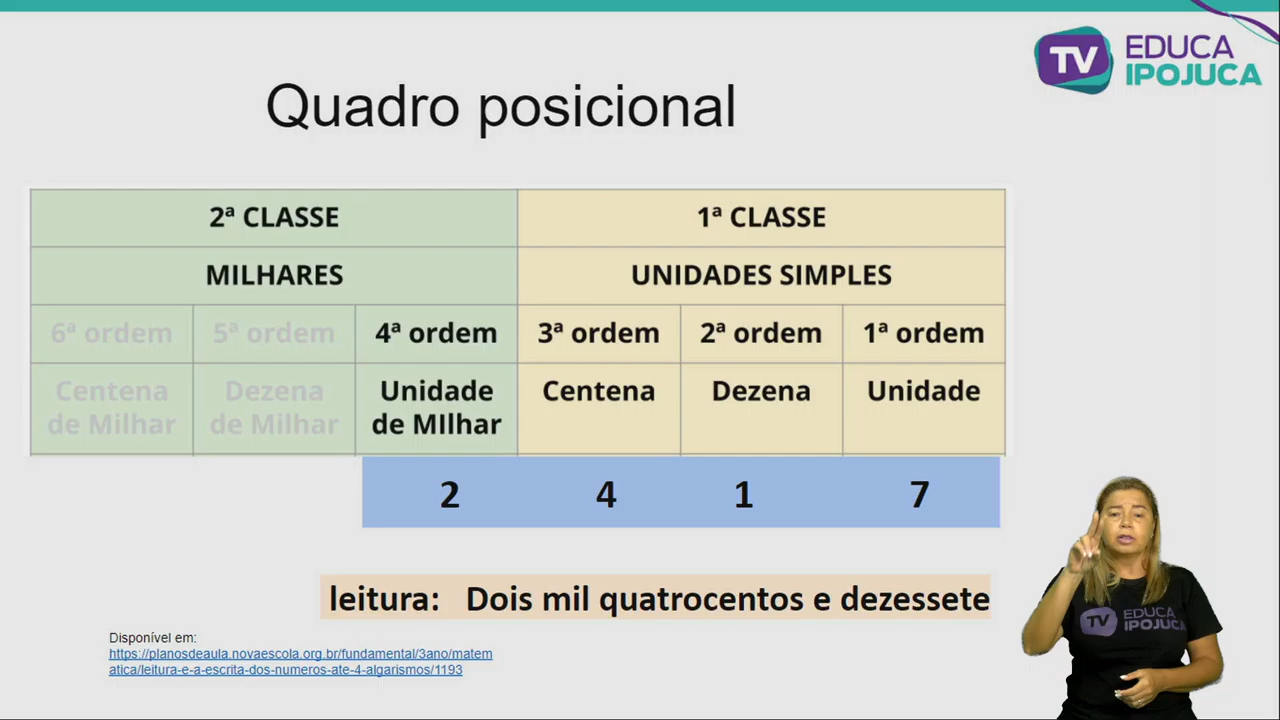 TV EDUCA
IPOJUCA
Quadro posicional
2ª CLASSE 1ª CLASSE
MILHARES UNIDADES SIMPLES
6ª ordem 5ª ordem 4ª ordem 3ª ordem 2ª ordem 1ª ordem
Centena Dezena Unidade Centena Dezena Unidade
de Milhar de Milhar de MIlhar
2 4 1 7
leitura: Dois mil quatrocentos e dezessete
Disponível em:
https://planosdeaula.novaescola.org.br/fundamental/3ano/matem
atica/leitura-e-a-escrita-dos-numeros-ate-4-algarismos/1193
TV EDUCA
IPOJUCA